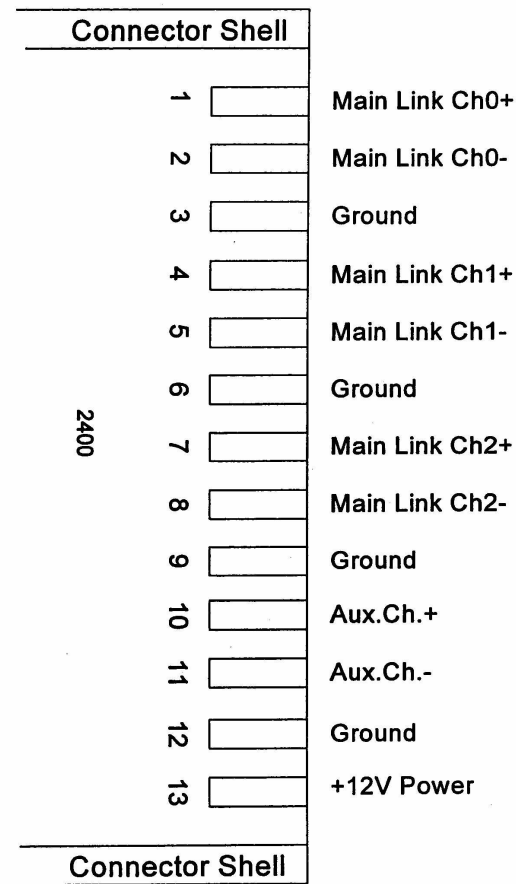 Connector Shell
1 Main Link Ch0+
2 Main Link Ch0-
3 Ground
4 Main Link Ch1+
5 Main Link Ch1-
6 Ground
2400
7 Main Link Ch2+
8 Main Link Ch2-
9 Ground
10 Aux.Ch.+
11 Aux.Ch.-
12 Ground
13 +12V Power
Connector Shell